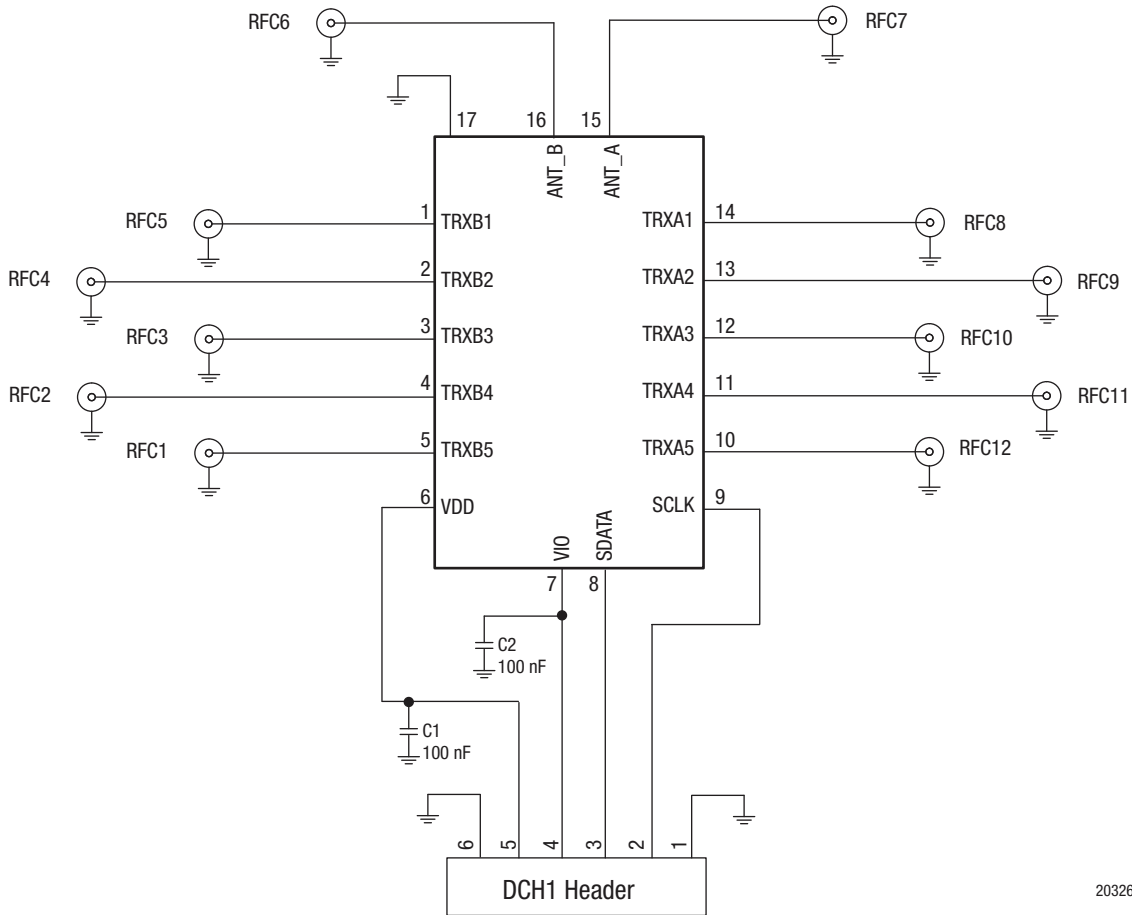 RFC6
RFC7
17
16
15
ANT_B
ANT_A
RFC5
1
TRXB1
TRXA1
14
RFC8
RFC4
2
TRXB2
TRXA2
13
RFC9
RFC3
3
TRXB3
TRXA3
12
RFC10
RFC2
4
TRXB4
TRXA4
11
RFC11
RFC1
5
TRXB5
TRXA5
10
RFC12
6
VDD
SCLK
9
VIO
SDATA
7
8
C2
100 nF
C1
100 nF
6
5
4
3
2
1
DCH1 Header
20326